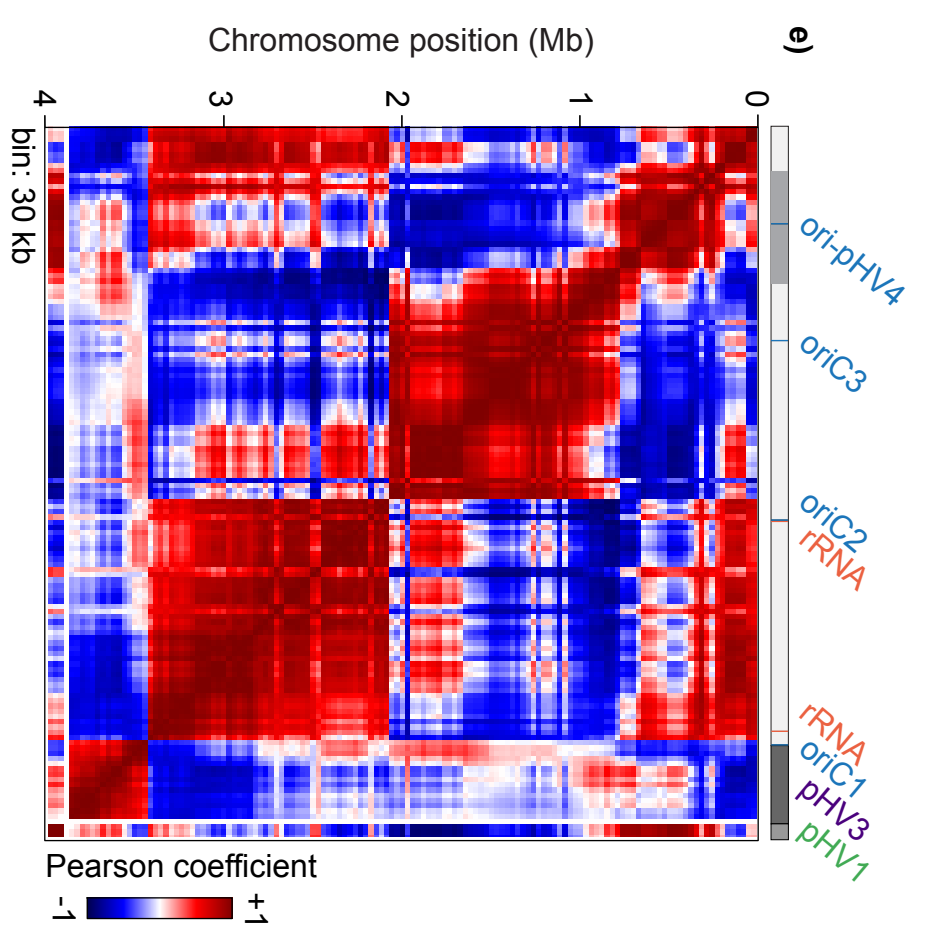 e)
Chromosome position (Mb)
4
3
2
1
0
bin: 30 kb
ori-pHV4
oriC3
oriC2
rRNA
rRNA
oriC1
pHV3
pHV1
Pearson coefficient
-1
+1